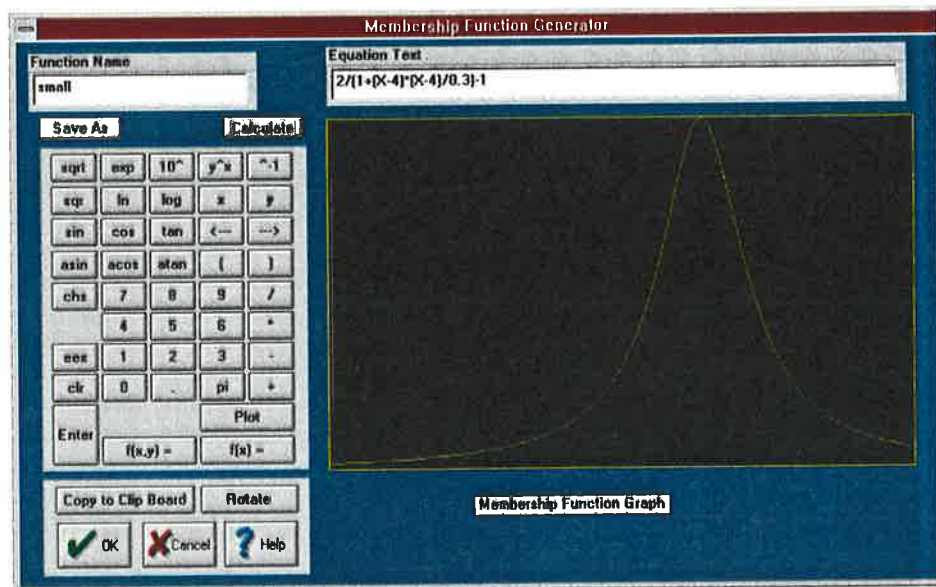 Membership Function Generator
Function Name
small
Equation Text
2/(1+(X-4)*(X-4)/0.3)-1
Save As
Calculate
sqrt exp 10^ y^x ^-1
sqr ln log x y
sin cos tan <--- --->
asin acos atan ( )
chs 7 8 9 /
4 5 6 *
eex 1 2 3 -
clr 0 . pi +
Enter
Plot
f(x,y) = f(x) =
Copy to Clip Board
Rotate
OK
Cancel
Help
Membership Function Graph